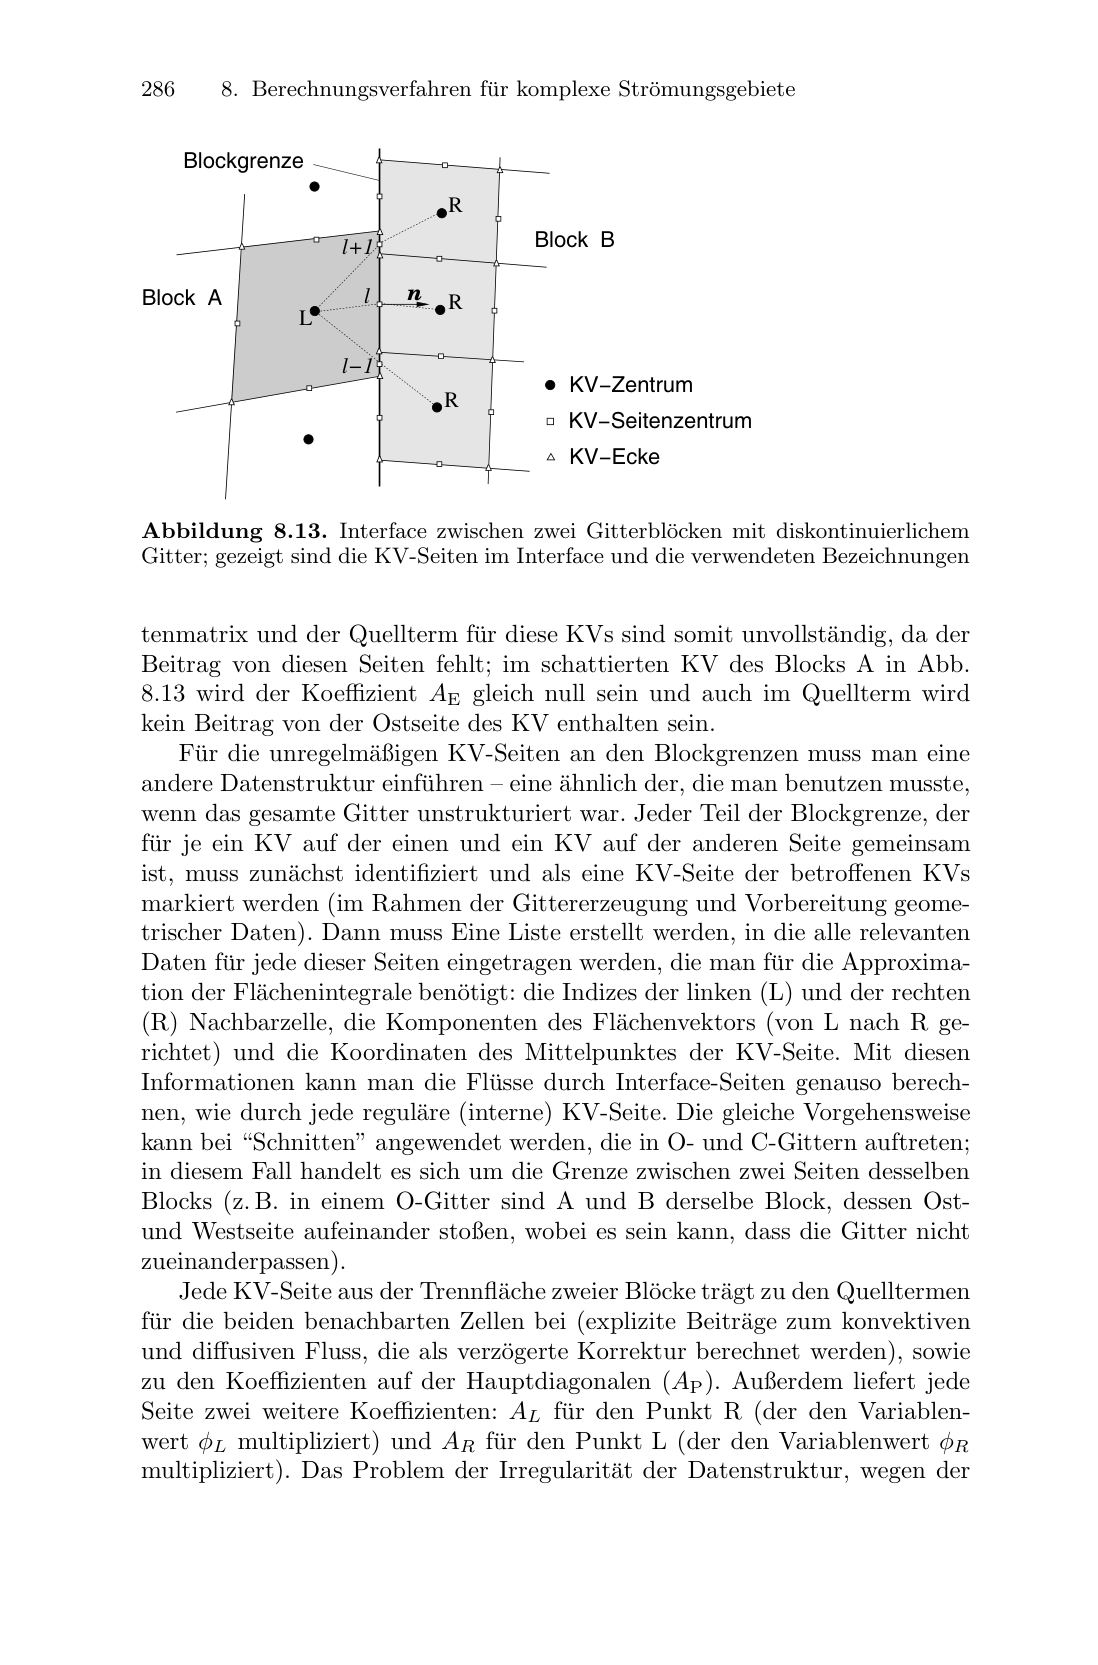 286 8. Berechnungsverfahren für komplexe Strömungsgebiete
Blockgrenze
R
Block B
l+1
Block A
l
n
R
L
l−1
R
KV−Zentrum
KV−Seitenzentrum
KV−Ecke
Abbildung 8.13. Interface zwischen zwei Gitterblöcken mit diskontinuierlichem
Gitter; gezeigt sind die KV-Seiten im Interface und die verwendeten Bezeichnungen
tenmatrix und der Quellterm für diese KVs sind somit unvollständig, da der
Beitrag von diesen Seiten fehlt; im schattierten KV des Blocks A in Abb.
8.13 wird der Koeffizient A_E gleich null sein und auch im Quellterm wird
kein Beitrag von der Ostseite des KV enthalten sein.
Für die unregelmäßigen KV-Seiten an den Blockgrenzen muss man eine
andere Datenstruktur einführen – eine ähnlich der, die man benutzen musste,
wenn das gesamte Gitter unstrukturiert war. Jeder Teil der Blockgrenze, der
für je ein KV auf der einen und ein KV auf der anderen Seite gemeinsam
ist, muss zunächst identifiziert und als eine KV-Seite der betroffenen KVs
markiert werden (im Rahmen der Gittererzeugung und Vorbereitung geome-
trischer Daten). Dann muss Eine Liste erstellt werden, in die alle relevanten
Daten für jede dieser Seiten eingetragen werden, die man für die Approxima-
tion der Flächenintegrale benötigt: die Indizes der linken (L) und der rechten
(R) Nachbarzelle, die Komponenten des Flächenvektors (von L nach R ge-
richtet) und die Koordinaten des Mittelpunktes der KV-Seite. Mit diesen
Informationen kann man die Flüsse durch Interface-Seiten genauso berech-
nen, wie durch jede reguläre (interne) KV-Seite. Die gleiche Vorgehensweise
kann bei “Schnitten” angewendet werden, die in O- und C-Gittern auftreten;
in diesem Fall handelt es sich um die Grenze zwischen zwei Seiten desselben
Blocks (z. B. in einem O-Gitter sind A und B derselbe Block, dessen Ost-
und Westseite aufeinander stoßen, wobei es sein kann, dass die Gitter nicht
zueinanderpassen).
Jede KV-Seite aus der Trennfläche zweier Blöcke trägt zu den Quelltermen
für die beiden benachbarten Zellen bei (explizite Beiträge zum konvektiven
und diffusiven Fluss, die als verzögerte Korrektur berechnet werden), sowie
zu den Koeffizienten auf der Hauptdiagonalen (A_P). Außerdem liefert jede
Seite zwei weitere Koeffizienten: A_L für den Punkt R (der den Variablen-
wert ϕ_L multipliziert) und A_R für den Punkt L (der den Variablenwert ϕ_R
multipliziert). Das Problem der Irregularität der Datenstruktur, wegen der